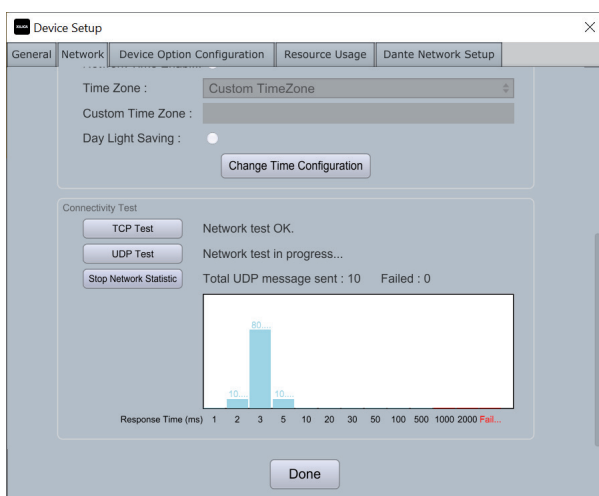 XILICA Device Setup
General Network Device Option Configuration Resource Usage Dante Network Setup
Time Zone : Custom TimeZone
Custom Time Zone :
Day Light Saving :
Change Time Configuration
Connectivity Test
TCP Test Network test OK.
UDP Test Network test in progress...
Stop Network Statistic Total UDP message sent : 10 Failed : 0
80....
10.... 10....
Response Time (ms) 1 2 3 5 10 20 30 50 100 500 1000 2000 Fail...
Done